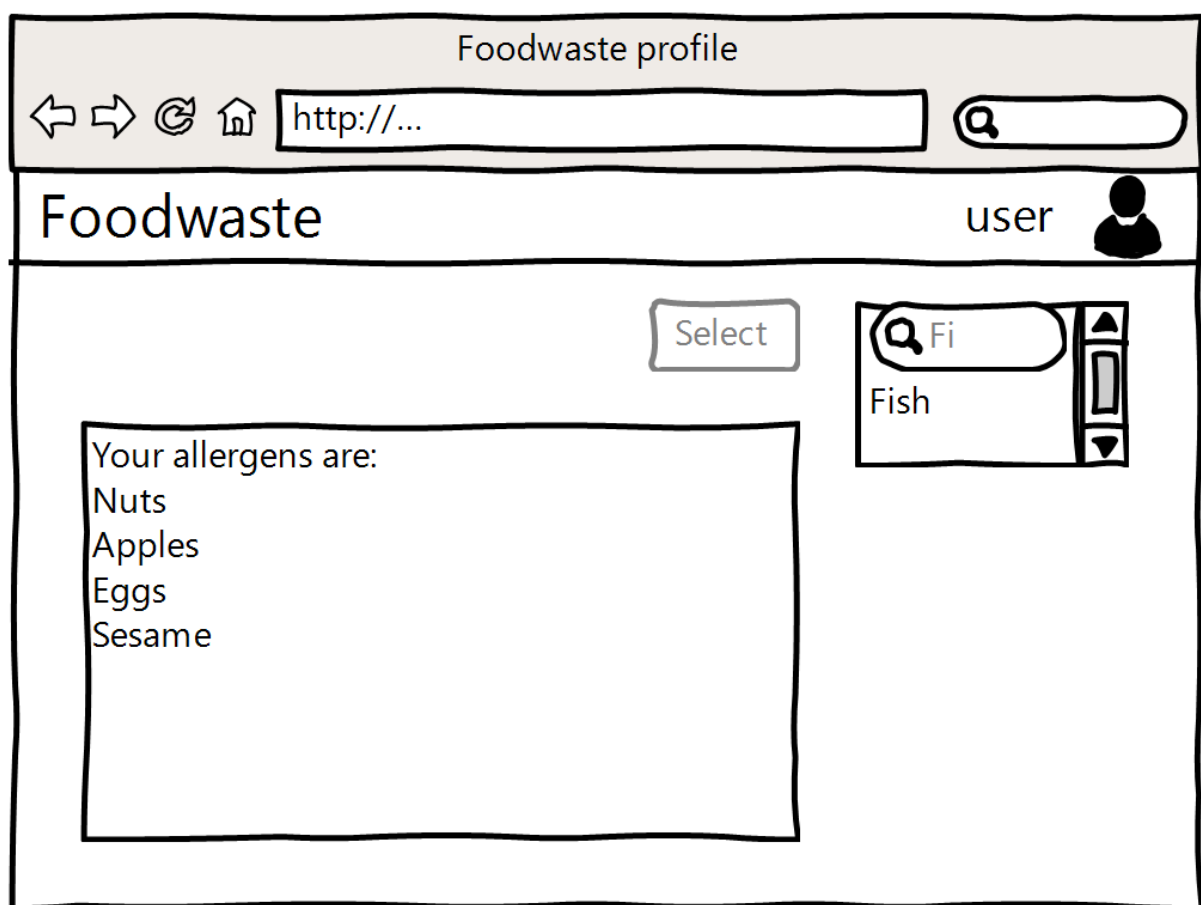 Foodwaste profile
http://...
Foodwaste
user
Select
Fi
Fish
Your allergens are:
Nuts
Apples
Eggs
Sesame